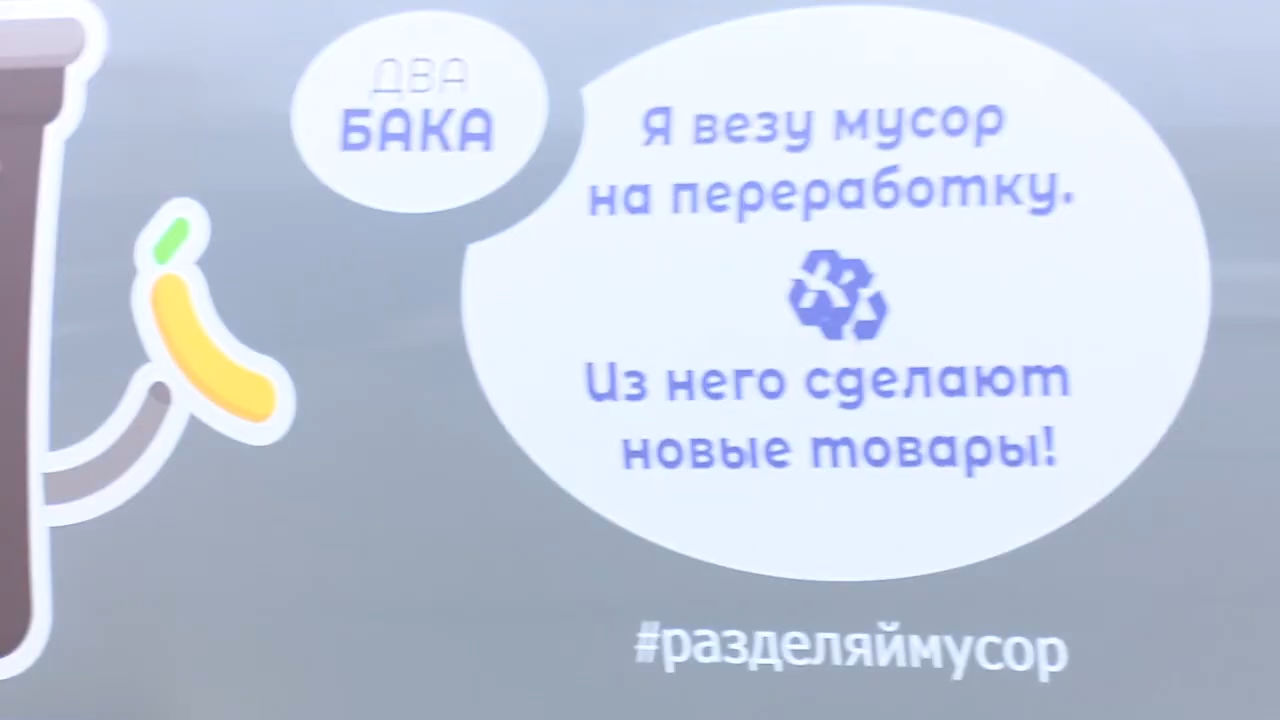 ДВА
БАКА
Я везу мусор
на переработку.
Из него сделают
новые товары!
#разделяймусор